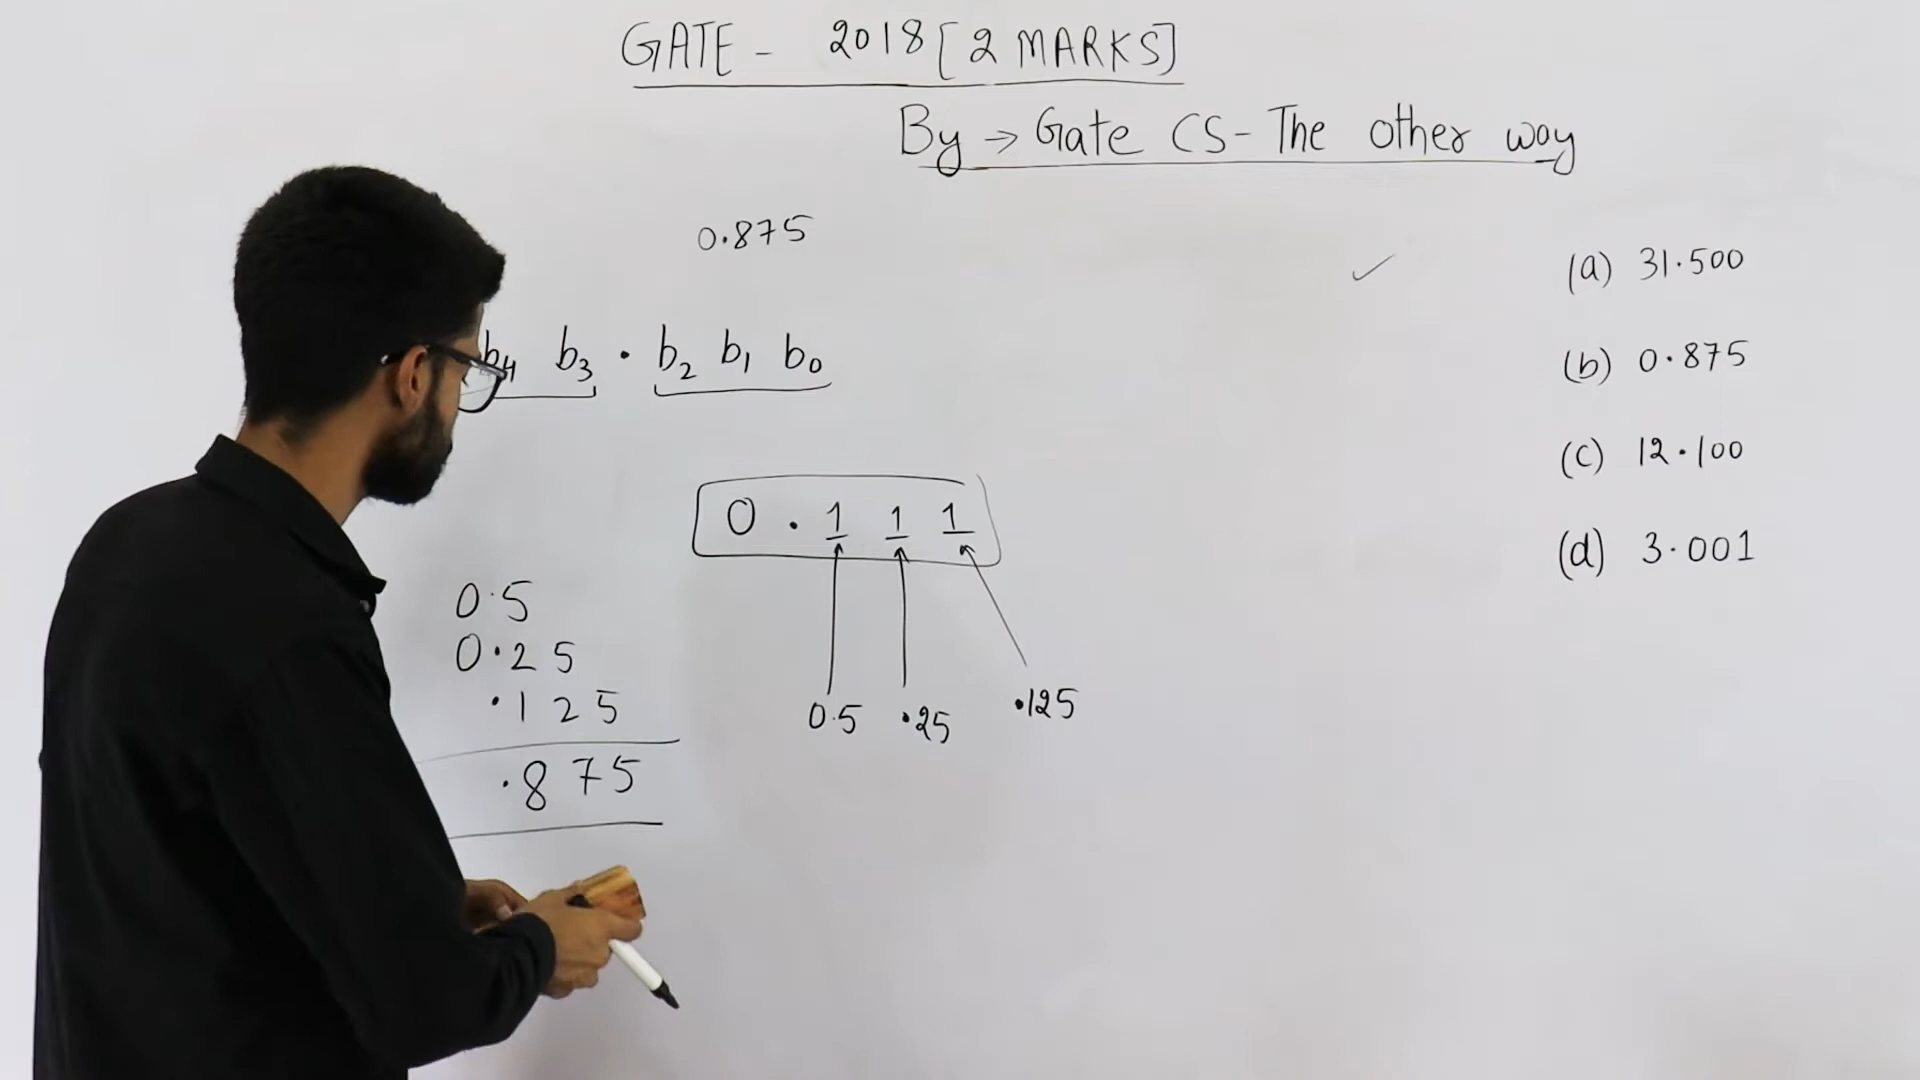 GATE - 2018 [2 MARKS]
By → Gate CS - The other way
0.875
b4 b3 . b2 b1 b0
0 . 1 1 1
0.5 .25 .125
0.5
0.25
.125
.875
(a) 31.500
(b) 0.875
(c) 12.100
(d) 3.001